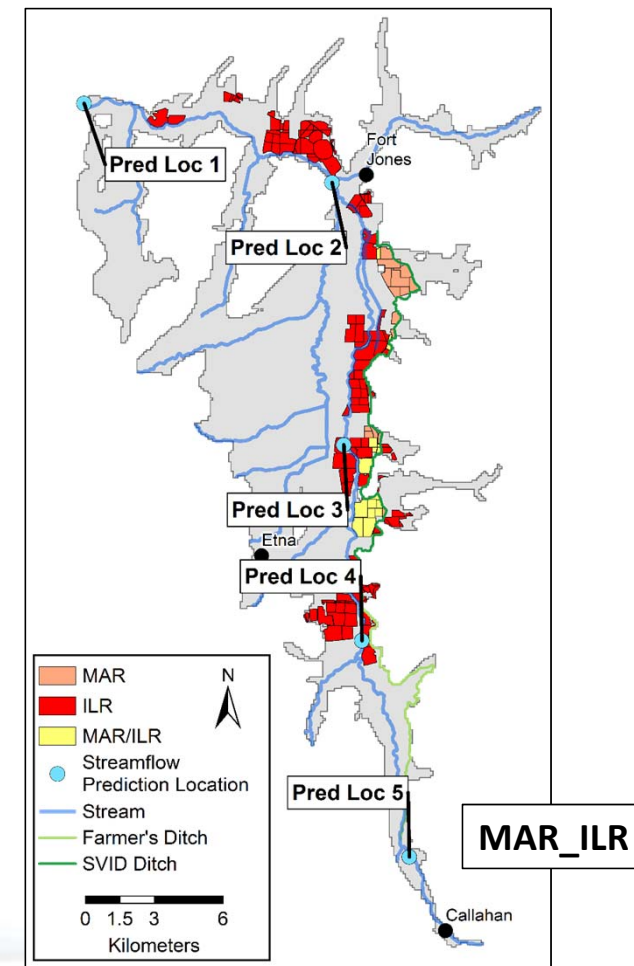 Fort
Jones
Pred Loc 1
Pred Loc 2
Pred Loc 3
Etna
Pred Loc 4
Pred Loc 5
MAR_ILR
Callahan
MAR
ILR
MAR/ILR
Streamflow
Prediction Location
Stream
Farmer's Ditch
SVID Ditch
N
0 1.5 3 6
Kilometers